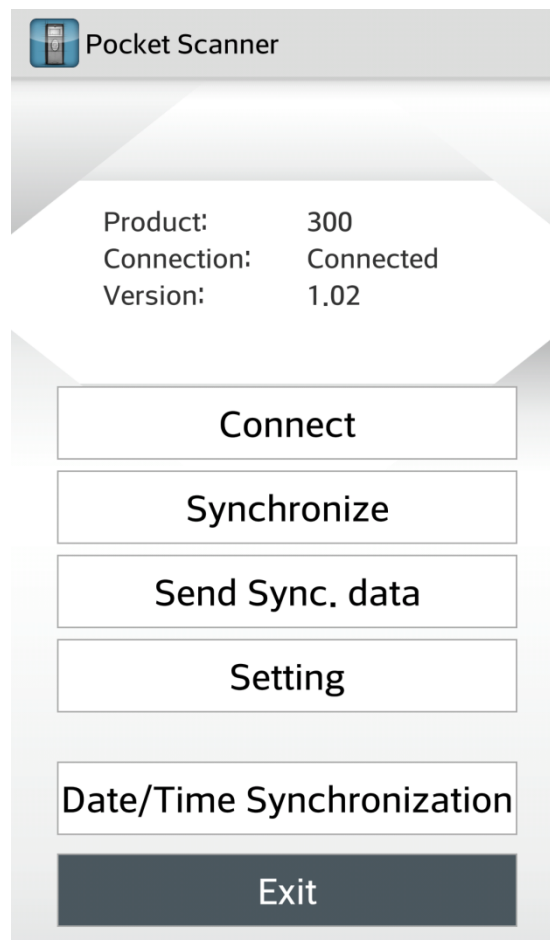 Pocket Scanner
Product: 300
Connection: Connected
Version: 1.02
Connect
Synchronize
Send Sync. data
Setting
Date/Time Synchronization
Exit